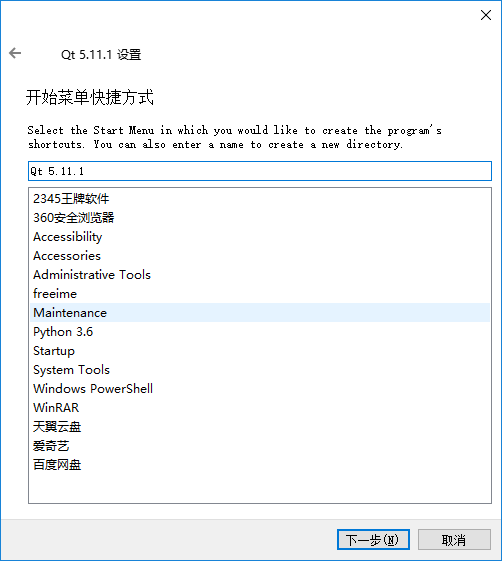 Qt 5.11.1 设置
开始菜单快捷方式
Select the Start Menu in which you would like to create the program's
shortcuts. You can also enter a name to create a new directory.
Qt 5.11.1
2345王牌软件
360安全浏览器
Accessibility
Accessories
Administrative Tools
freeime
Maintenance
Python 3.6
Startup
System Tools
Windows PowerShell
WinRAR
天翼云盘
爱奇艺
百度网盘
下一步(N) 取消